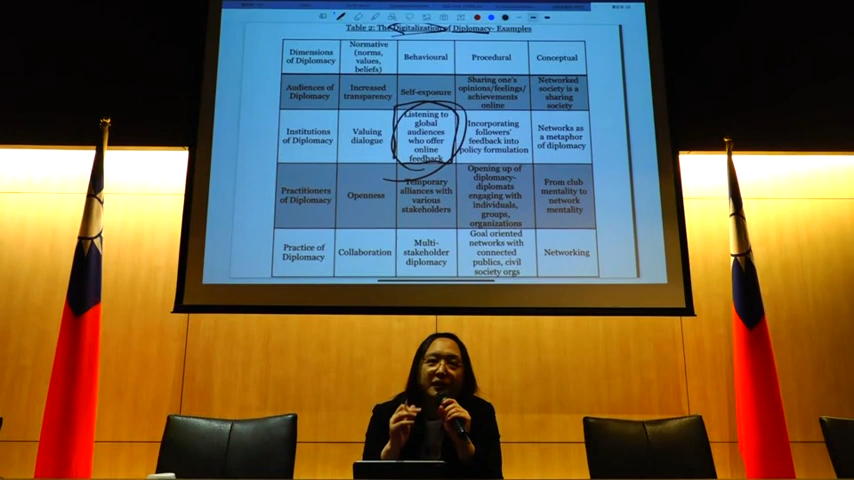 Table 2: The Digitalization of Diplomacy- Examples
Dimensions of Diplomacy
Normative (norms, values, beliefs)
Behavioural
Procedural
Conceptual
Audiences of Diplomacy
Increased transparency
Self-exposure
Sharing one's opinions/feelings/ achievements online
Networked society is a sharing society
Institutions of Diplomacy
Valuing dialogue
Listening to global audiences who offer online feedback
Incorporating followers' feedback into policy formulation
Networks as a metaphor of diplomacy
Practitioners of Diplomacy
Openness
Temporary alliances with various stakeholders
Opening up of diplomacy- diplomats engaging with individuals, groups, organizations
From club mentality to network mentality
Practice of Diplomacy
Collaboration
Multi- stakeholder diplomacy
Goal oriented networks with connected publics, civil society orgs
Networking